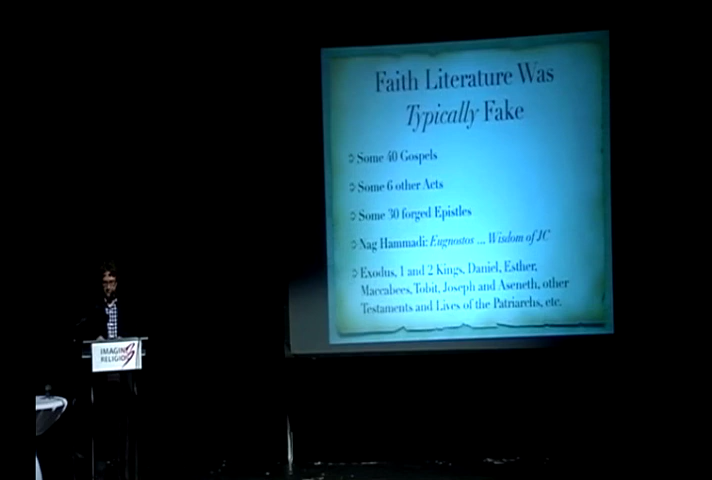 Faith Literature Was
Typically Fake
Some 40 Gospels
Some 6 other Acts
Some 30 forged Epistles
Nag Hammadi: Eugnostos ... Wisdom of JC
Exodus, 1 and 2 Kings, Daniel, Esther,
Maccabees, Tobit, Joseph and Aseneth, other
Testaments and Lives of the Patriarchs, etc.
IMAGINE
RELIGION